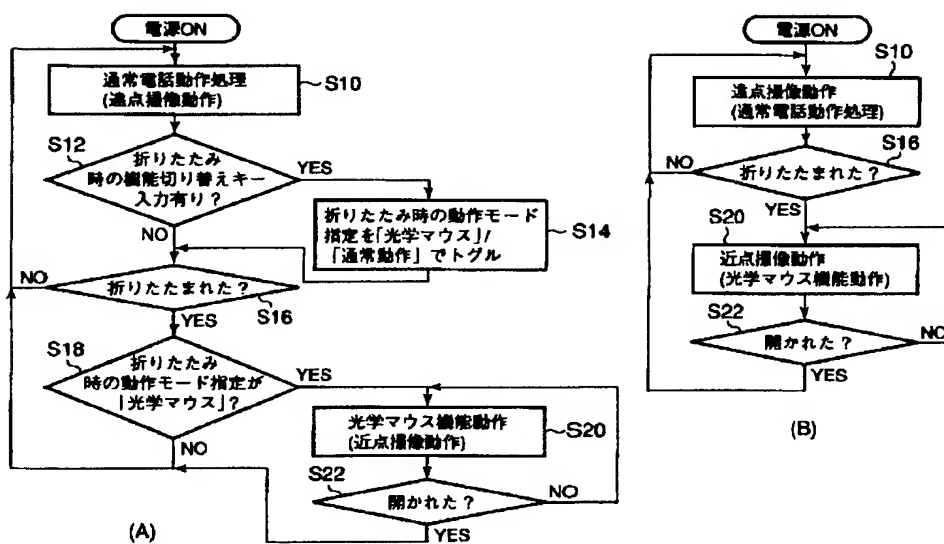 電源ON
通常電話動作処理
(遠点撮像動作)
S10
S12
折りたたみ
時の機能切り替えキー
入力有り？
YES
NO
折りたたみ時の動作モード
指定を「光学マウス」/
「通常動作」でトグル
S14
NO
折りたたまれた？
S16
YES
S18
折りたたみ
時の動作モード指定が
「光学マウス」？
YES
NO
光学マウス機能動作
(近点撮像動作)
S20
S22
開かれた？
NO
YES
(A)
電源ON
S10
遠点撮像動作
(通常電話動作処理)
S16
NO
折りたたまれた？
YES
S20
近点撮像動作
(光学マウス機能動作)
S22
開かれた？
NO
YES
(B)